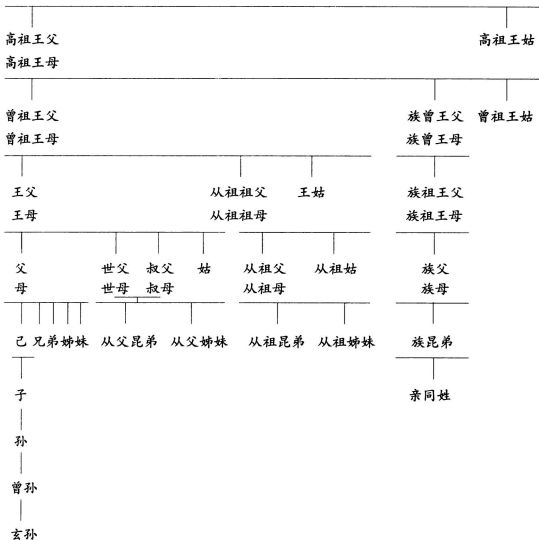 高祖王父 高祖王姑
高祖王母
曾祖王父 族曾王父 曾祖王姑
曾祖王母 族曾王母
王父 从祖祖父 王姑 族祖王父
王母 从祖祖母 族祖王母
父 世父 叔父 姑 从祖父 从祖姑 族父
母 世母 叔母 从祖母 族母
己 兄 弟 姊 妹 从父昆弟 从父姊妹 从祖昆弟 从祖姊妹 族昆弟
子 亲同姓
孙
曾孙
玄孙